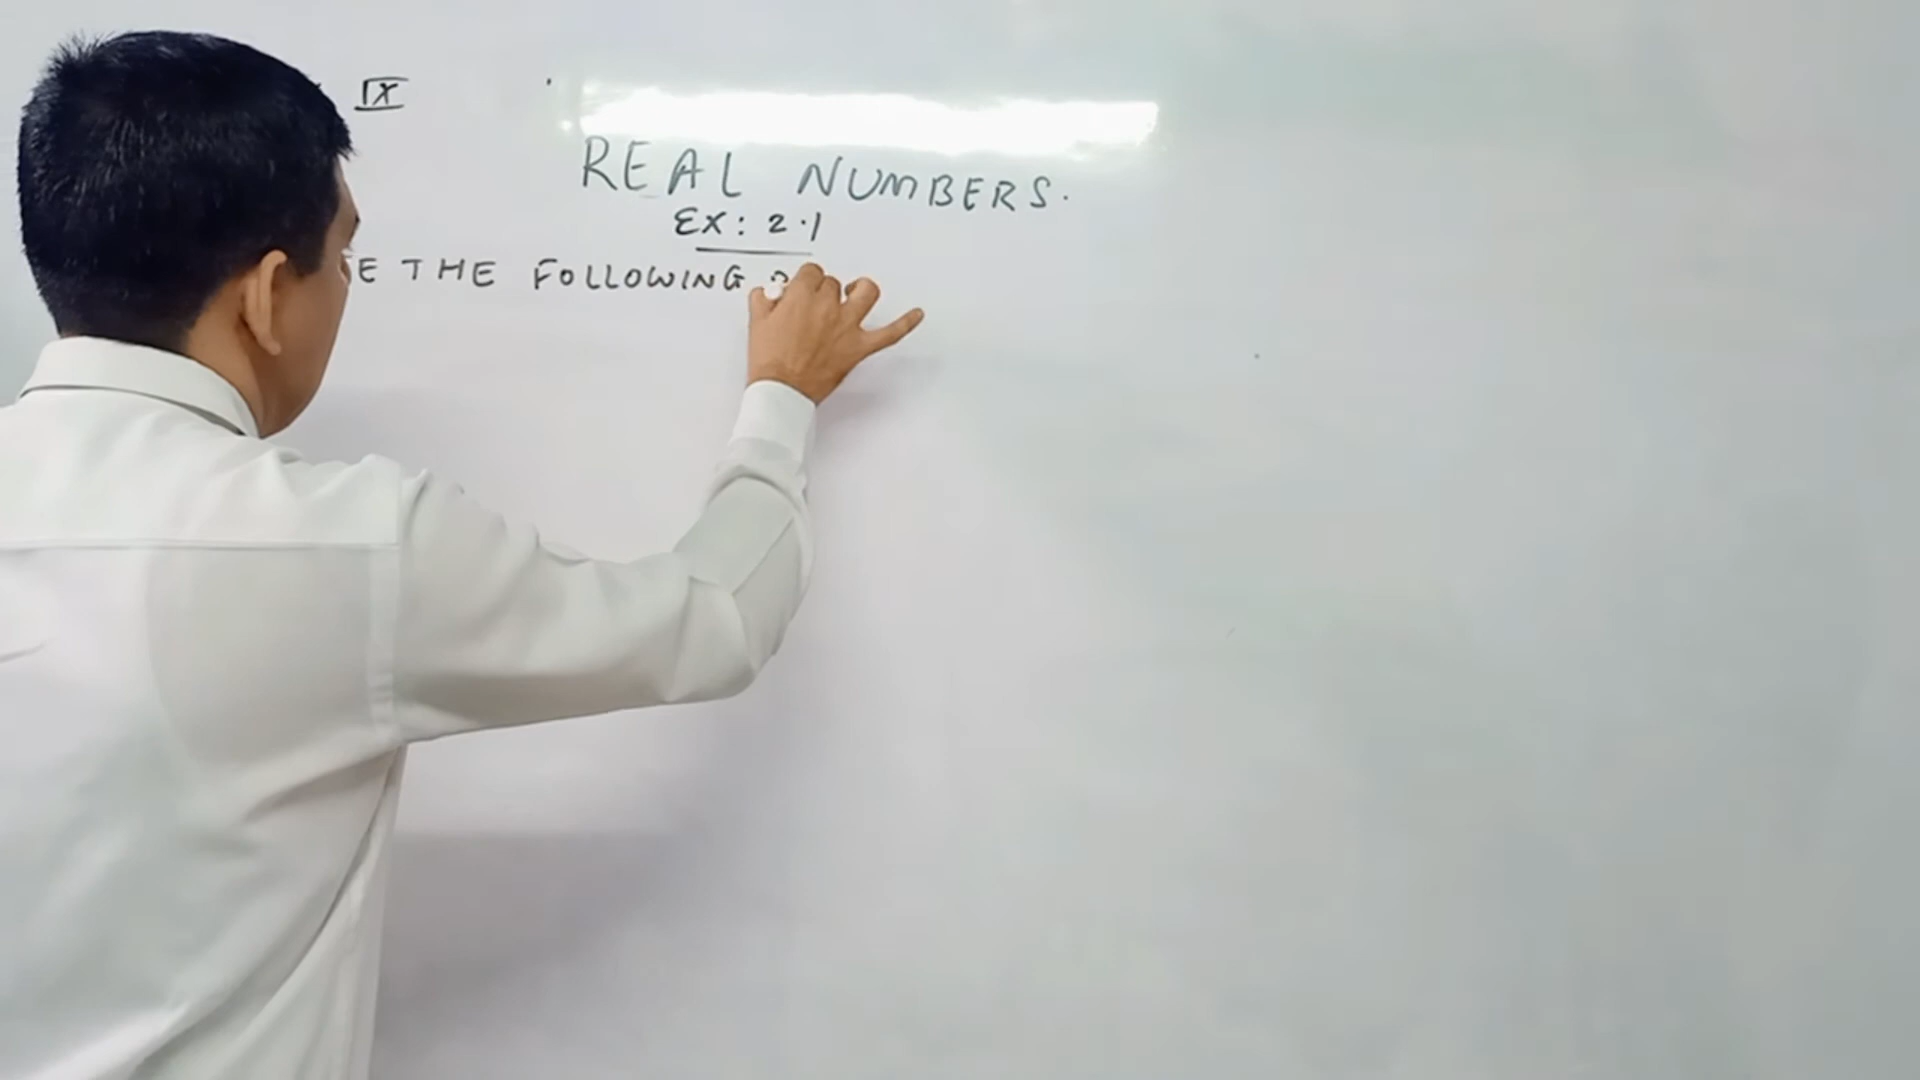 IX
REAL NUMBERS.
Ex: 2.1
THE FOLLOWING